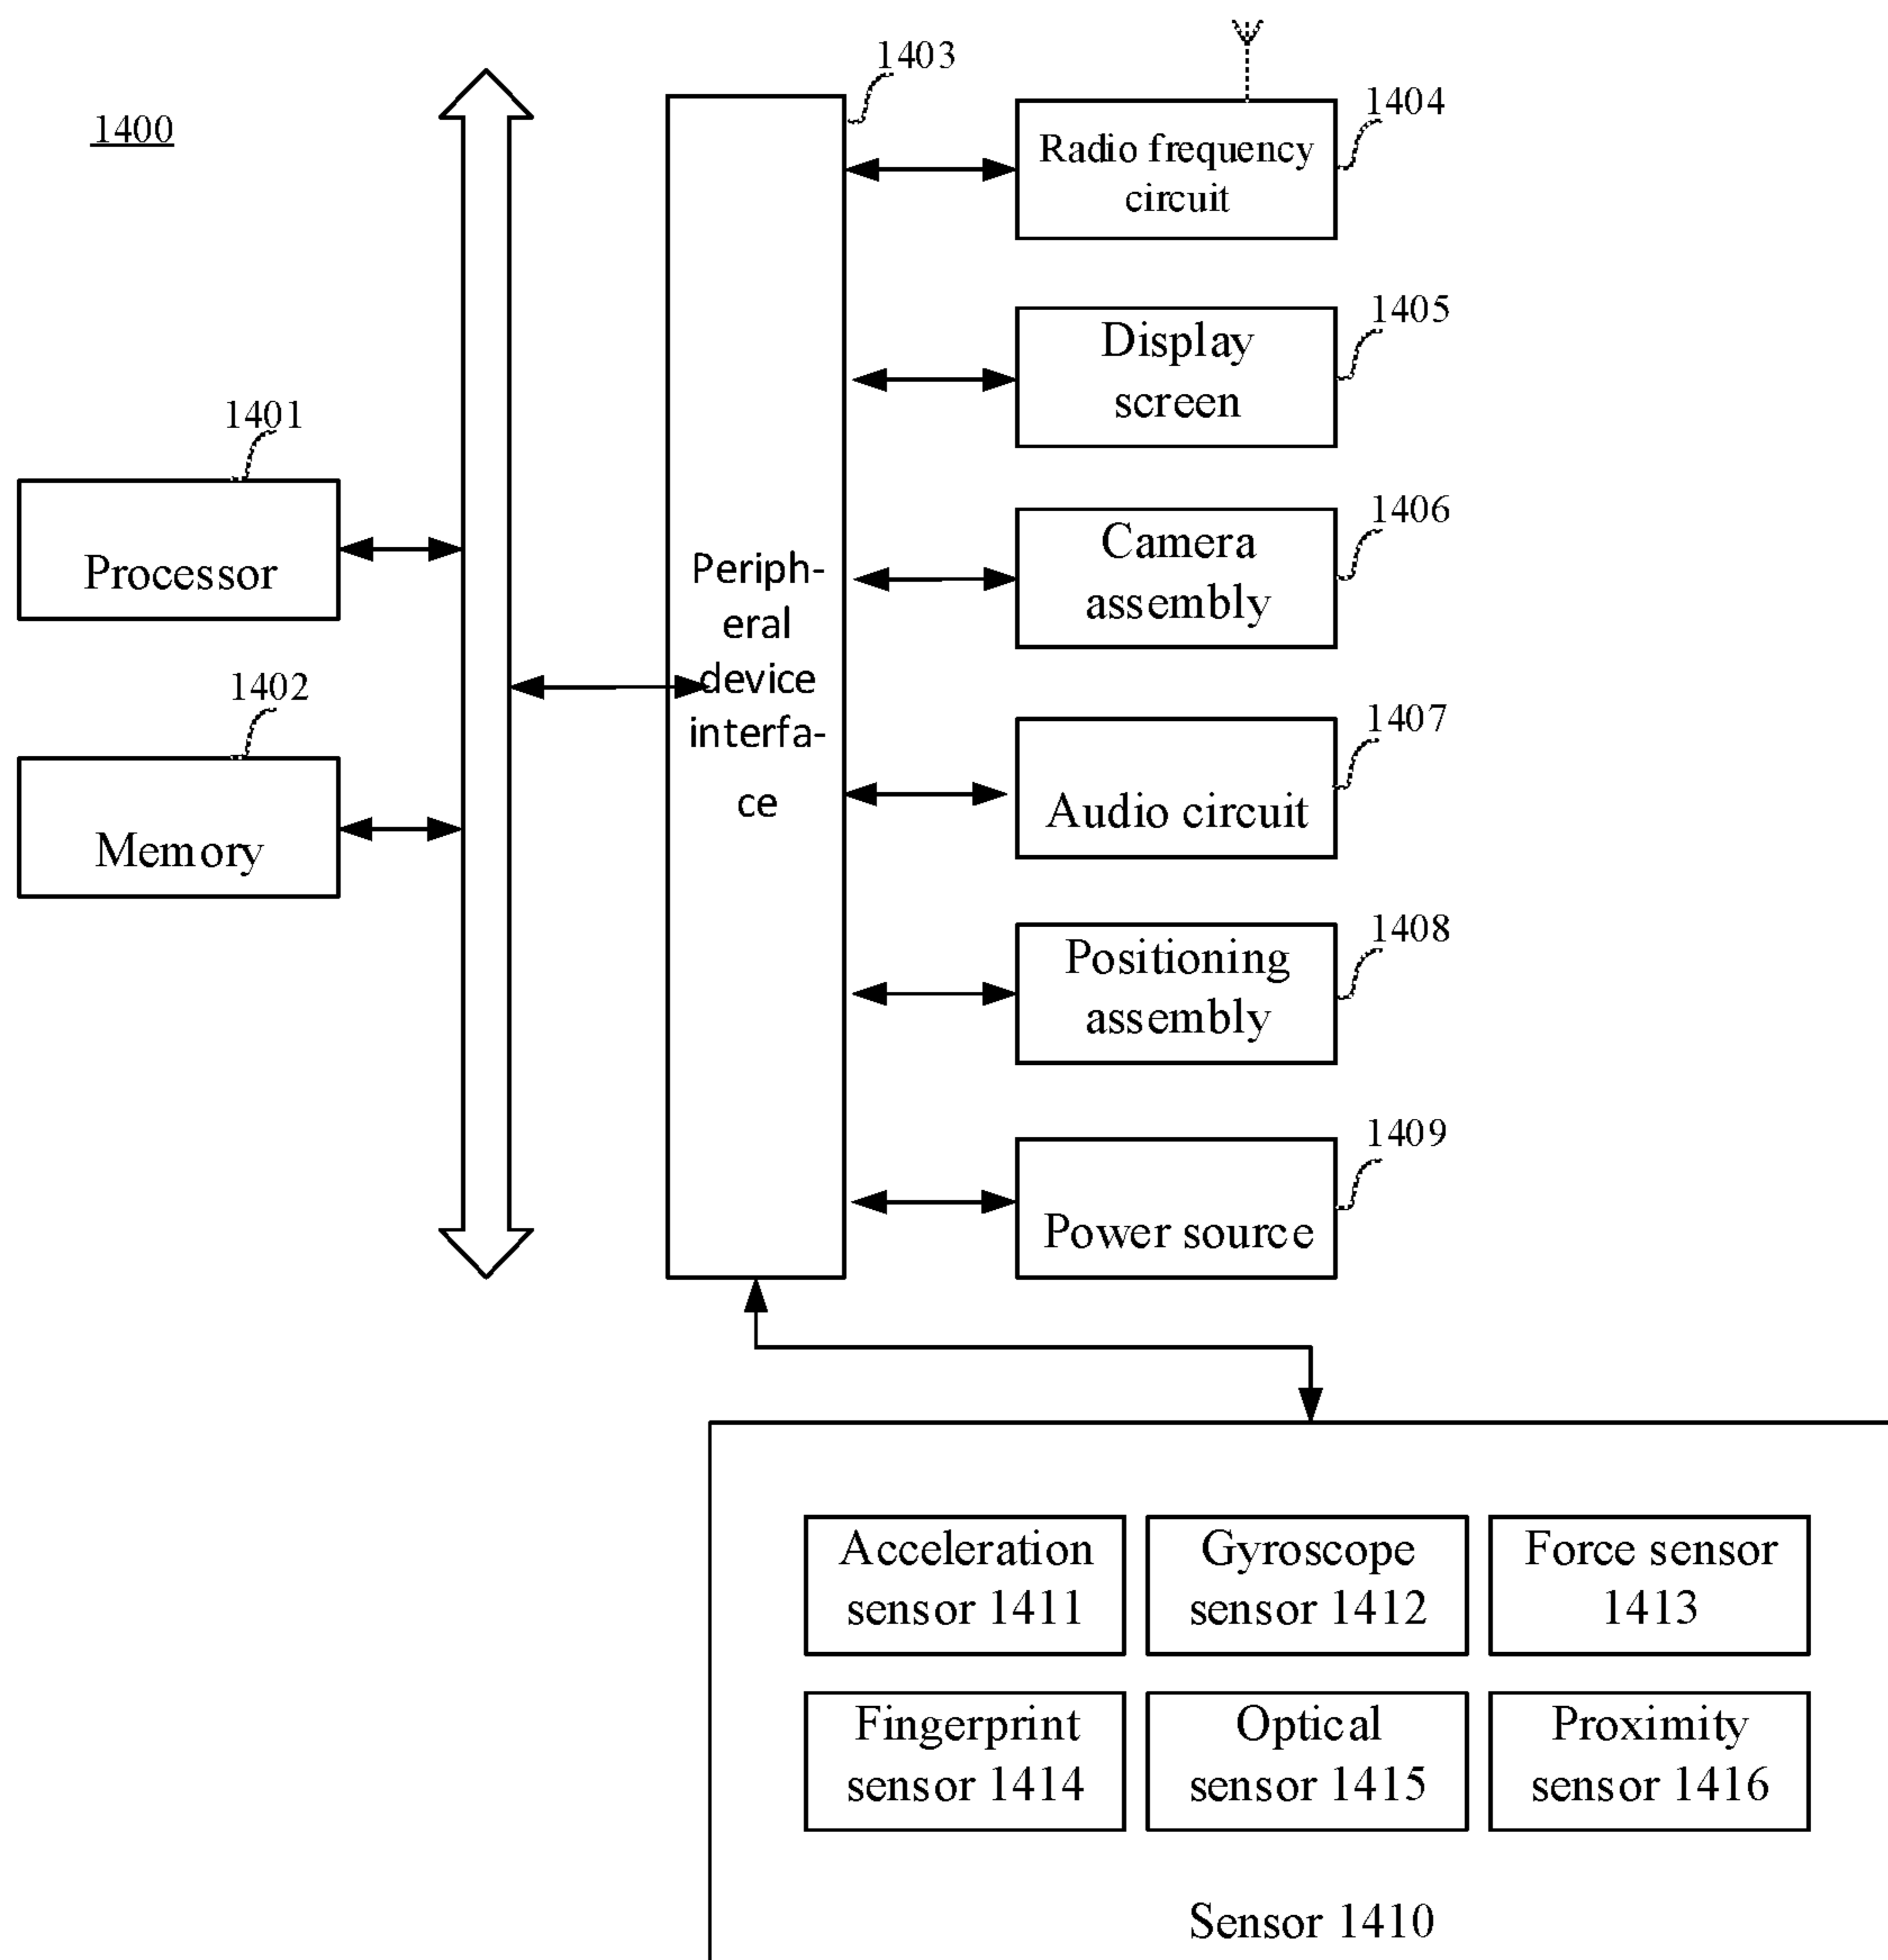 1400
1403
1404
Radio frequency
circuit
1405
Display
screen
1401
Processor
1406
Camera
assembly
Periph-
eral
device
interfa-
ce
1402
Memory
1407
Audio circuit
1408
Positioning
assembly
1409
Power source
Acceleration
sensor 1411
Gyroscope
sensor 1412
Force sensor
1413
Fingerprint
sensor 1414
Optical
sensor 1415
Proximity
sensor 1416
Sensor 1410